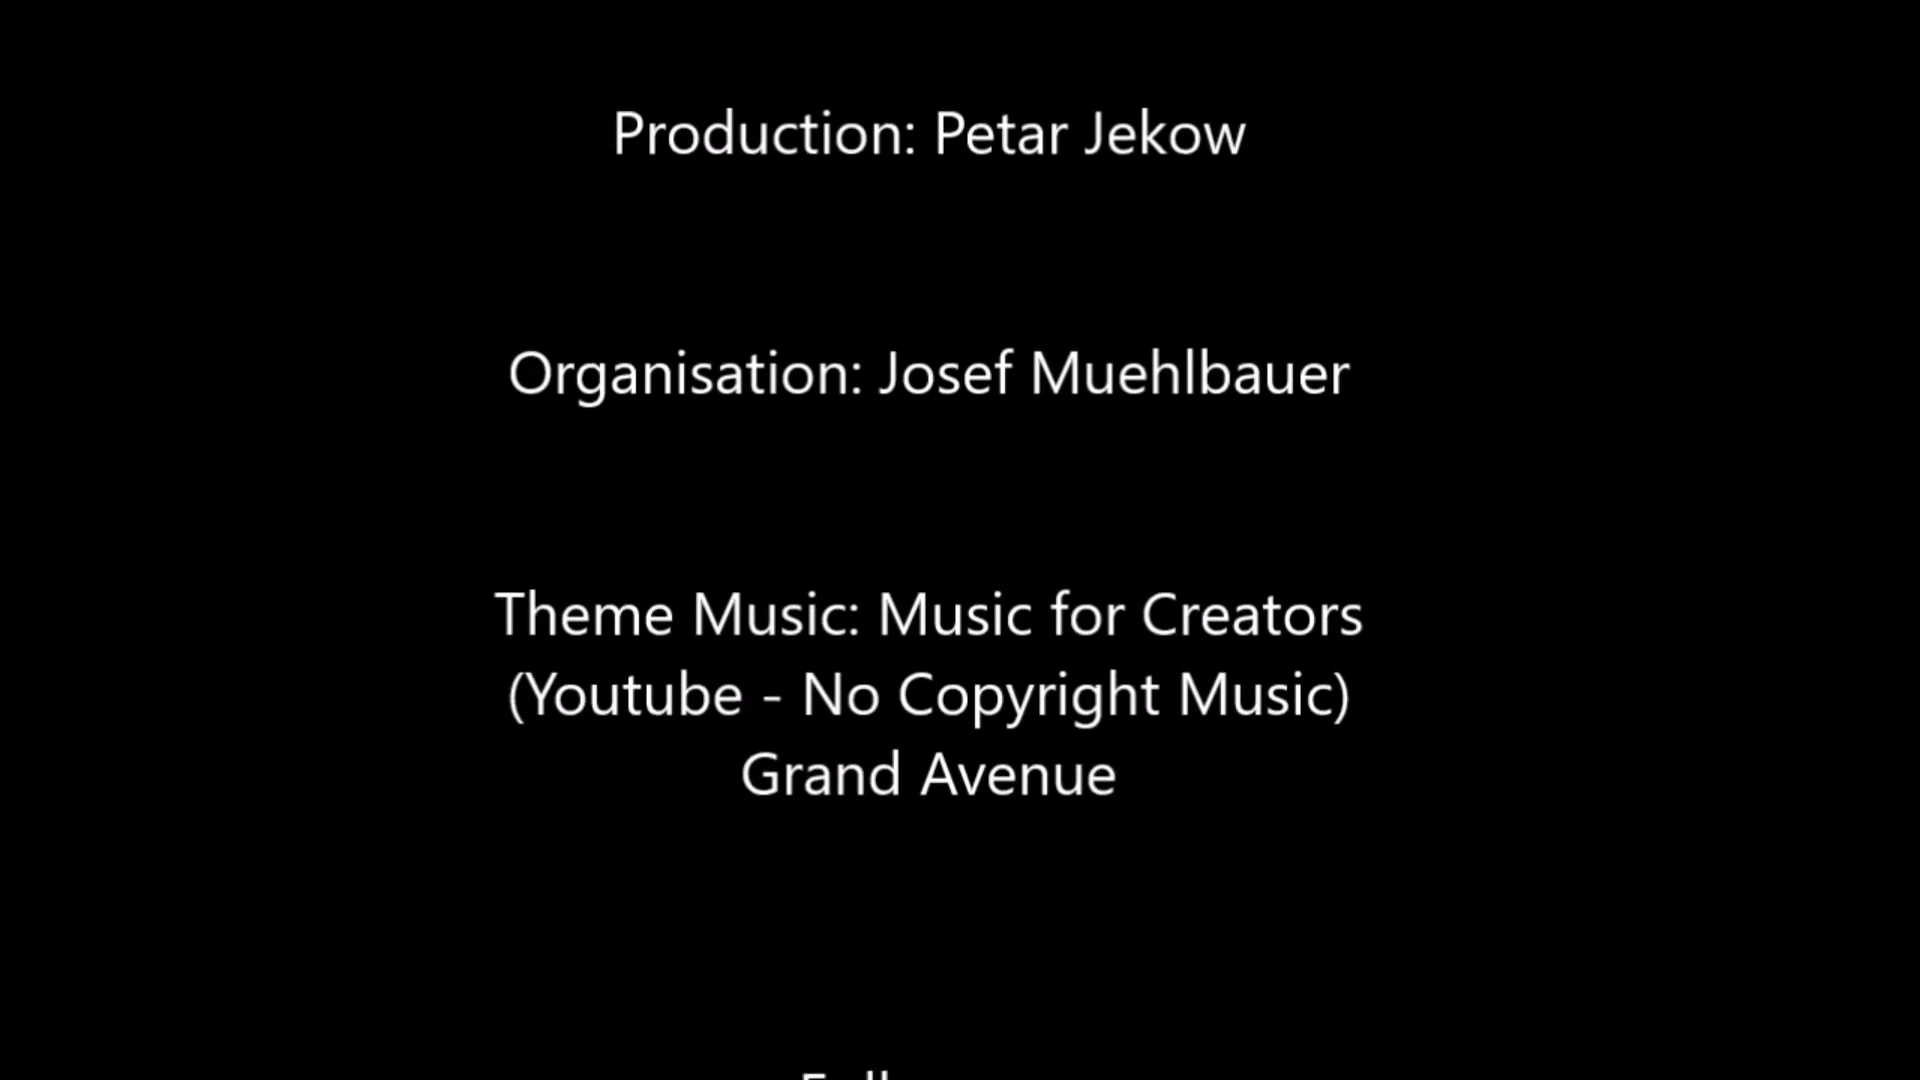 Production: Petar Jekow
Organisation: Josef Muehlbauer
Theme Music: Music for Creators
(Youtube - No Copyright Music)
Grand Avenue